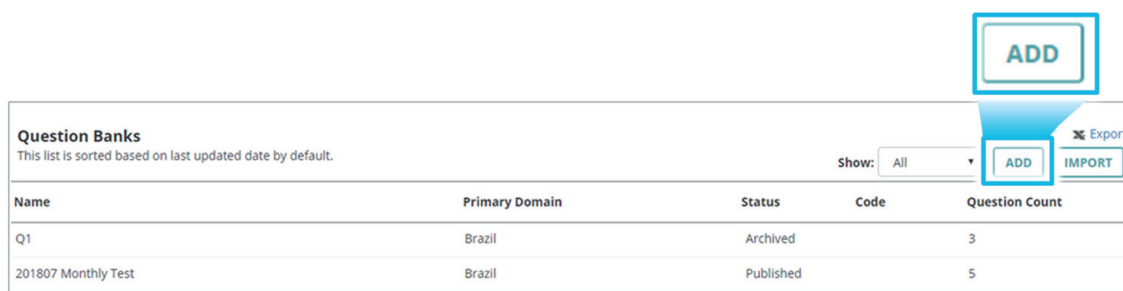 ADD
Question Banks
Expor
This list is sorted based on last updated date by default.
Show: All ADD IMPORT
Name Primary Domain Status Code Question Count
Q1 Brazil Archived 3
201807 Monthly Test Brazil Published 5